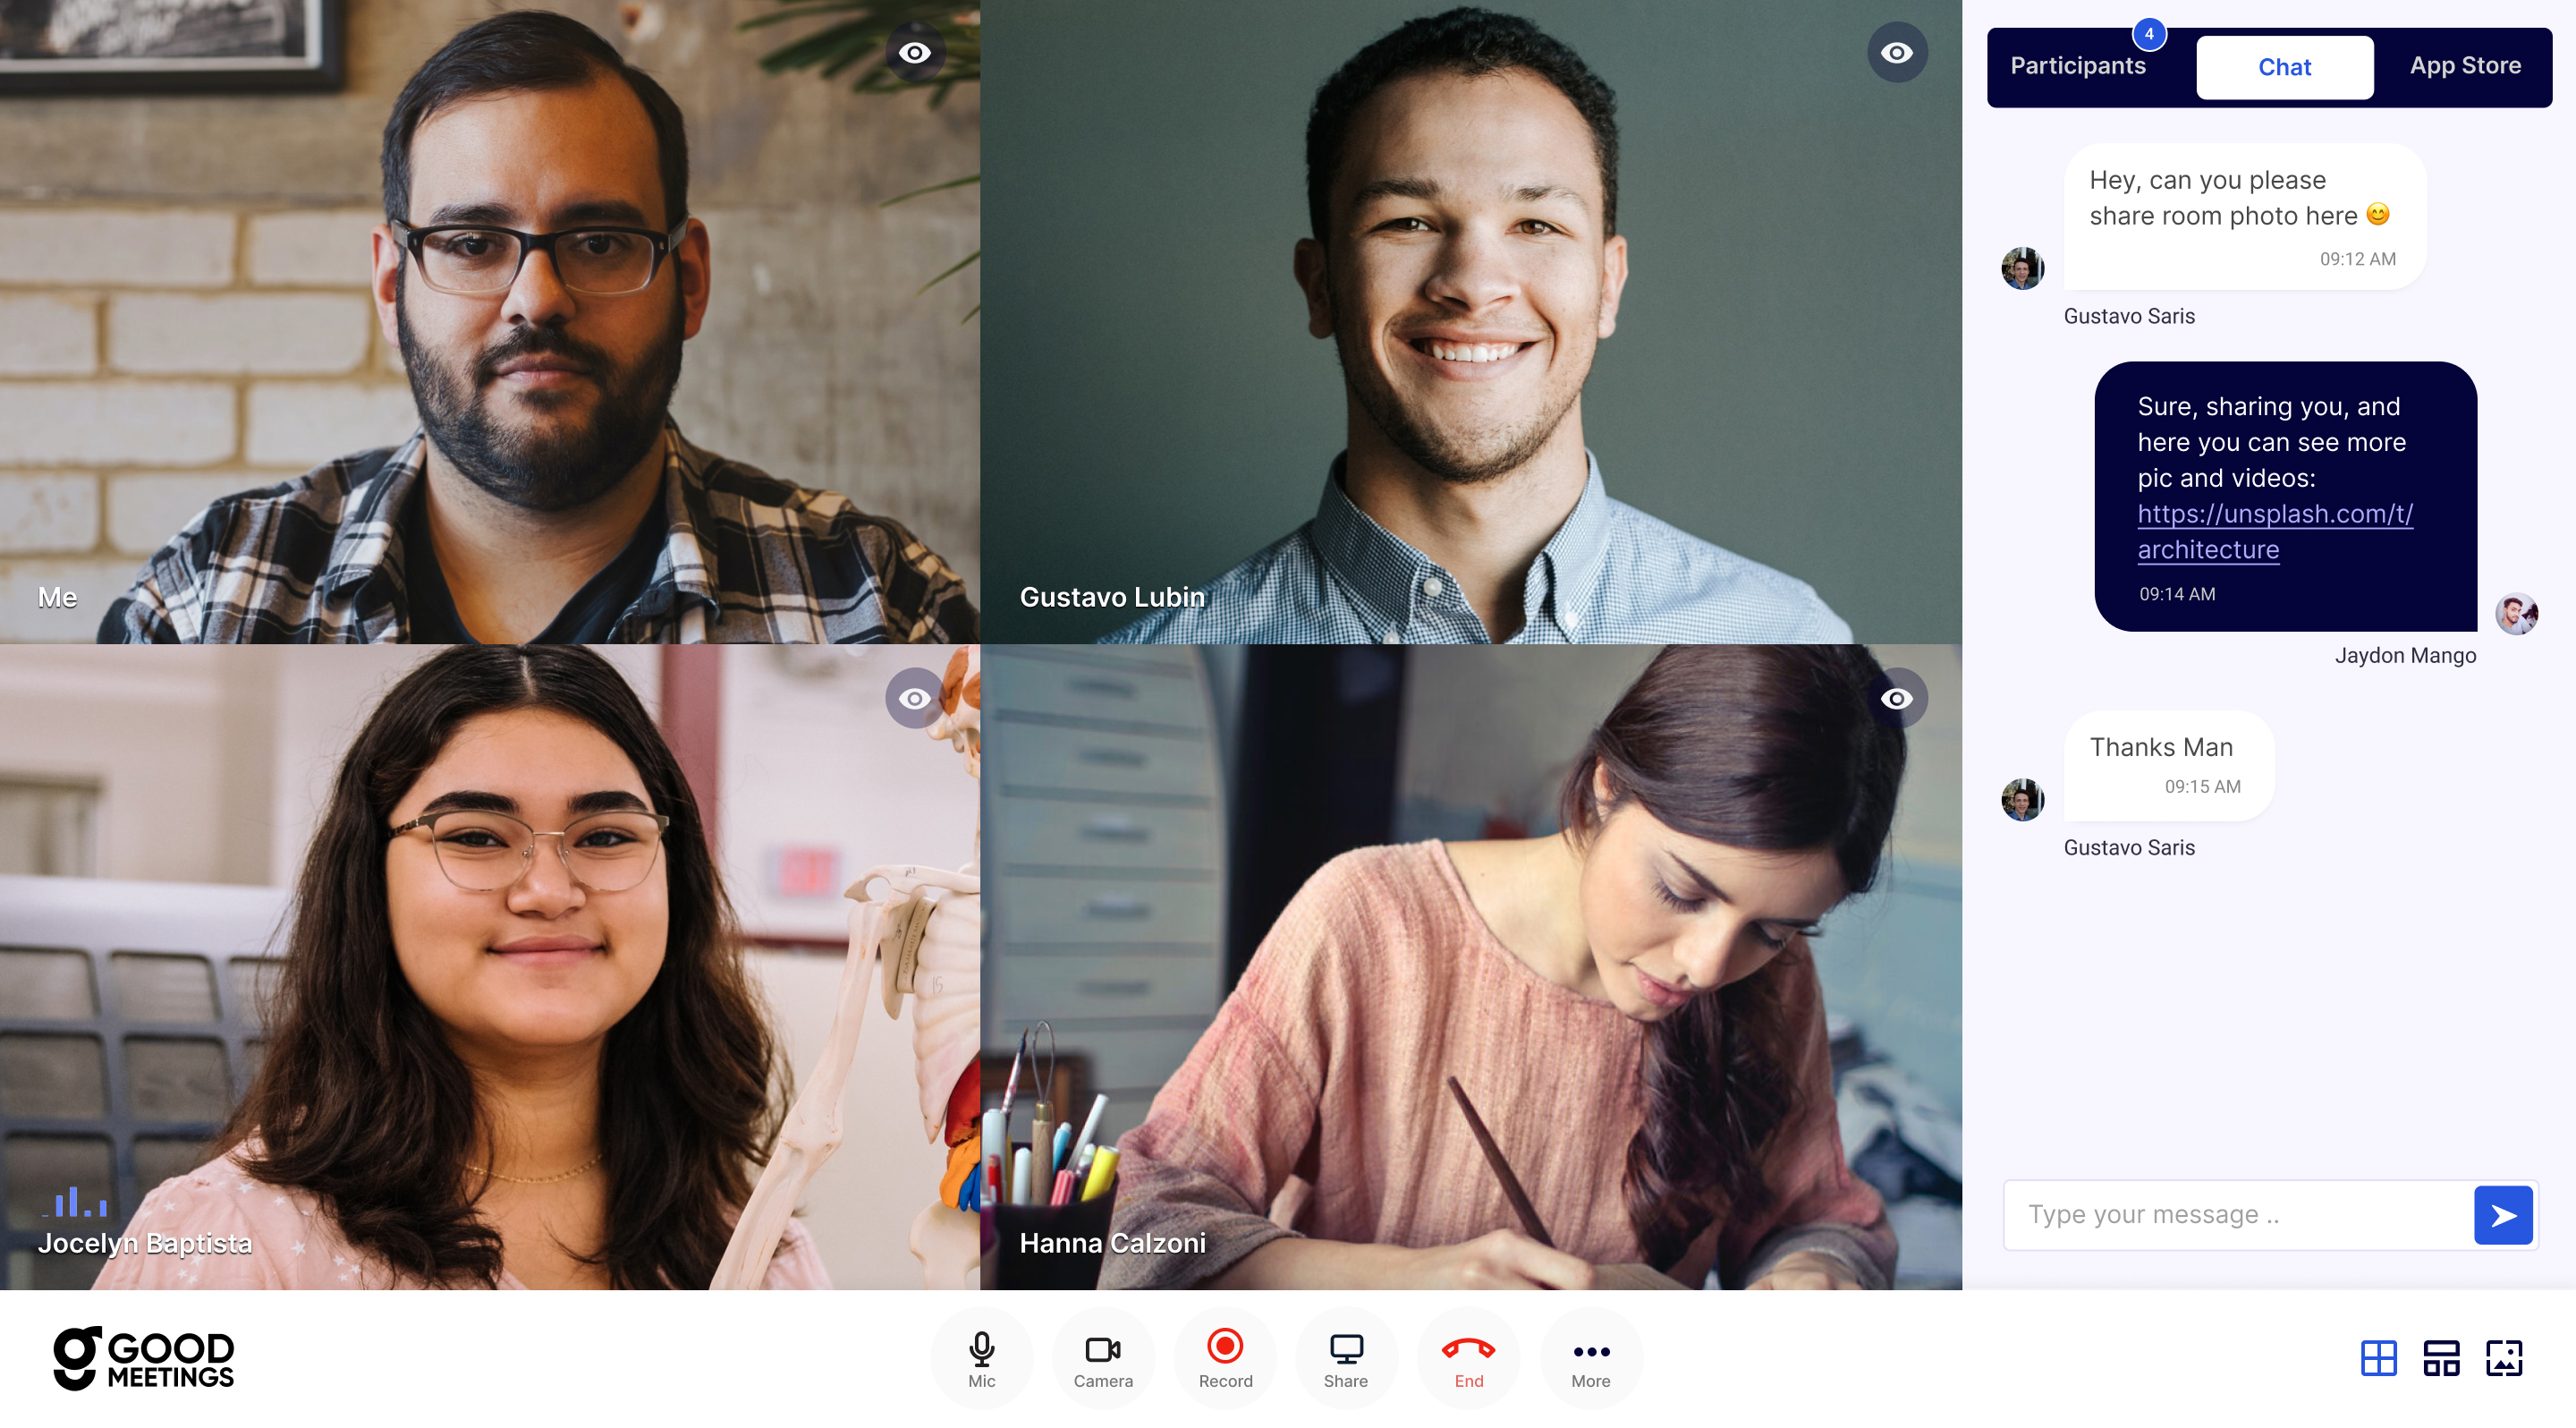 Me
Gustavo Lubin
Jocelyn Baptista
Hanna Calzoni
Participants
4
Chat
App Store
Hey, can you please
share room photo here 😊
09:12 AM
Gustavo Saris
Sure, sharing you, and
here you can see more
pic and videos:
https://unsplash.com/t/
architecture
09:14 AM
Jaydon Mango
Thanks Man
09:15 AM
Gustavo Saris
Type your message ..
g GOOD
MEETINGS
Mic
Camera
Record
Share
End
More